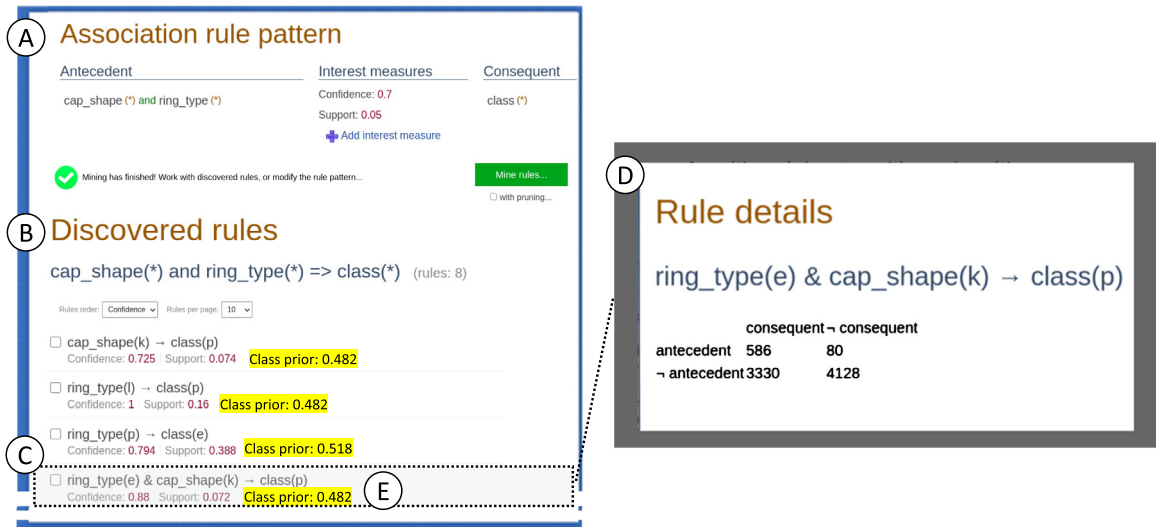 A
Association rule pattern
Antecedent Interest measures Consequent
cap_shape (*) and ring_type (*) Confidence: 0.7 class (*)
Support: 0.05
Add interest measure
Mining has finished! Work with discovered rules, or modify the rule pattern... Mine rules...
with pruning...
B
Discovered rules
cap_shape(*) and ring_type(*) => class(*) (rules: 8)
Rules order: Confidence Rules per page: 10
cap_shape(k) → class(p)
Confidence: 0.725 Support: 0.074 Class prior: 0.482
ring_type(l) → class(p)
Confidence: 1 Support: 0.16 Class prior: 0.482
ring_type(p) → class(e)
Confidence: 0.794 Support: 0.388 Class prior: 0.518
C
ring_type(e) & cap_shape(k) → class(p)
Confidence: 0.88 Support: 0.072 Class prior: 0.482
E
D
Rule details
ring_type(e) & cap_shape(k) → class(p)
consequent ¬ consequent
antecedent 586 80
¬ antecedent 3330 4128